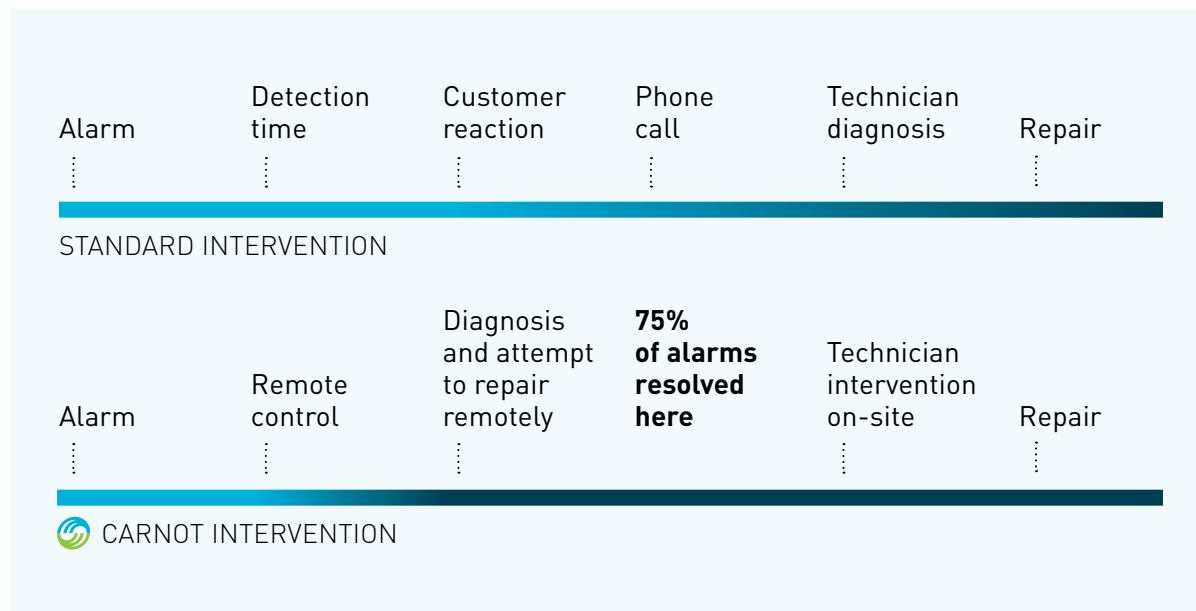 Alarm
Detection
time
Customer
reaction
Phone
call
Technician
diagnosis
Repair
STANDARD INTERVENTION
Alarm
Remote
control
Diagnosis
and attempt
to repair
remotely
75%
of alarms
resolved
here
Technician
intervention
on-site
Repair
CARNOT INTERVENTION